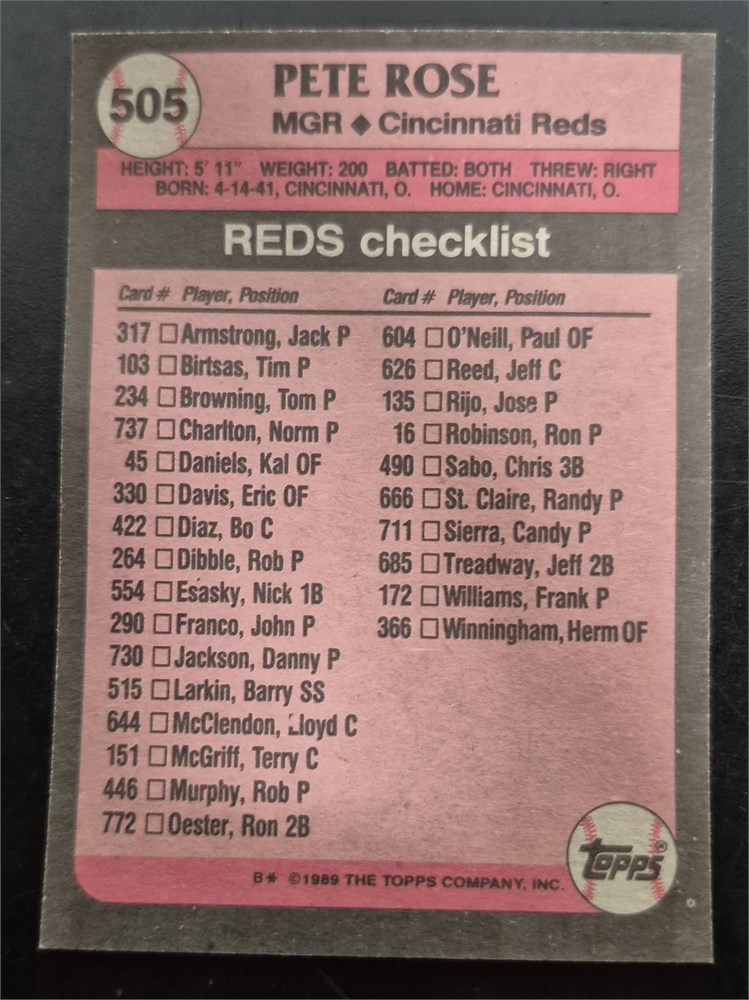 505
PETE ROSE
MGR ◆ Cincinnati Reds
HEIGHT: 5' 11" WEIGHT: 200 BATTED: BOTH THREW: RIGHT
BORN: 4-14-41, CINCINNATI, O. HOME: CINCINNATI, O.
REDS checklist
Card # Player, Position
317 □ Armstrong, Jack P
103 □ Birtsas, Tim P
234 □ Browning, Tom P
737 □ Charlton, Norm P
45 □ Daniels, Kal OF
330 □ Davis, Eric OF
422 □ Diaz, Bo C
264 □ Dibble, Rob P
554 □ Esasky, Nick 1B
290 □ Franco, John P
730 □ Jackson, Danny P
515 □ Larkin, Barry SS
644 □ McClendon, Lloyd C
151 □ McGriff, Terry C
446 □ Murphy, Rob P
772 □ Oester, Ron 2B
Card # Player, Position
604 □ O'Neill, Paul OF
626 □ Reed, Jeff C
135 □ Rijo, Jose P
16 □ Robinson, Ron P
490 □ Sabo, Chris 3B
666 □ St. Claire, Randy P
711 □ Sierra, Candy P
685 □ Treadway, Jeff 2B
172 □ Williams, Frank P
366 □ Winningham, Herm OF
B* ©1989 THE TOPPS COMPANY, INC.
TOPPS®